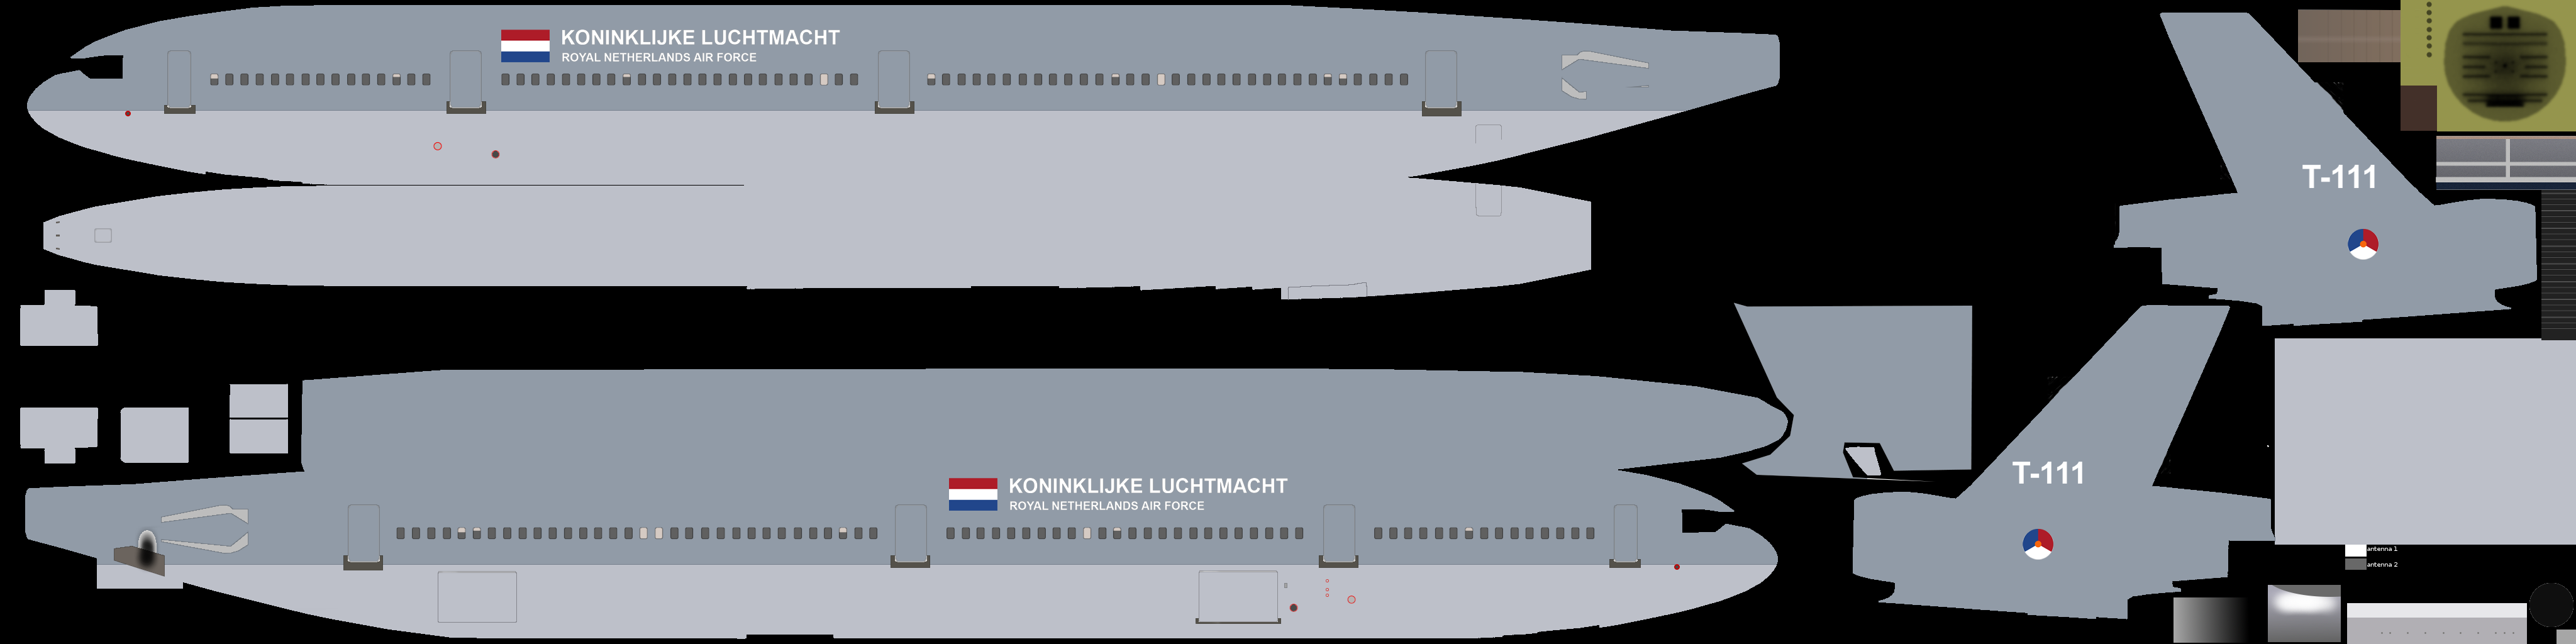 KONINKLIJKE LUCHTMACHT
ROYAL NETHERLANDS AIR FORCE
T-111
KONINKLIJKE LUCHTMACHT
ROYAL NETHERLANDS AIR FORCE
T-111
antenna 1
antenna 2